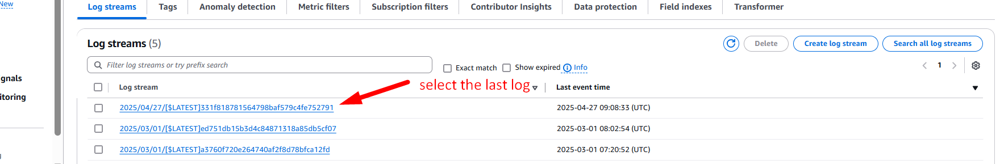 New
Log streams
Tags
Anomaly detection
Metric filters
Subscription filters
Contributor Insights
Data protection
Field indexes
Transformer
Log streams (5)
Delete
Create log stream
Search all log streams
Filter log streams or try prefix search
Exact match
Show expired
Info
1
gnals
itoring
Log stream
select the last log
Last event time
2025/04/27/[$LATEST]331f818781564798baf579c4fe752791
2025-04-27 09:08:33 (UTC)
2025/03/01/[$LATEST]ed751db15b3d4c84871318a85db5cf07
2025-03-01 08:02:54 (UTC)
2025/03/01/[$LATEST]a3760f720e264740af2f8d78bfca12fd
2025-03-01 07:20:52 (UTC)